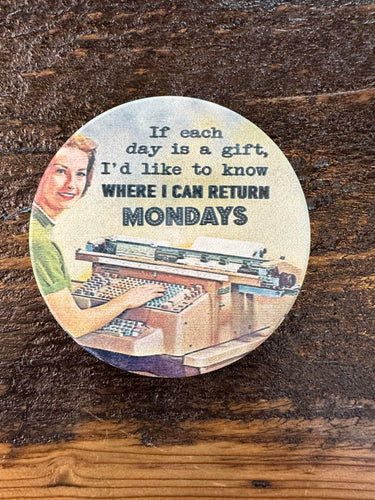 If each
day is a gift,
I'd like to know
WHERE I CAN RETURN
MONDAYS